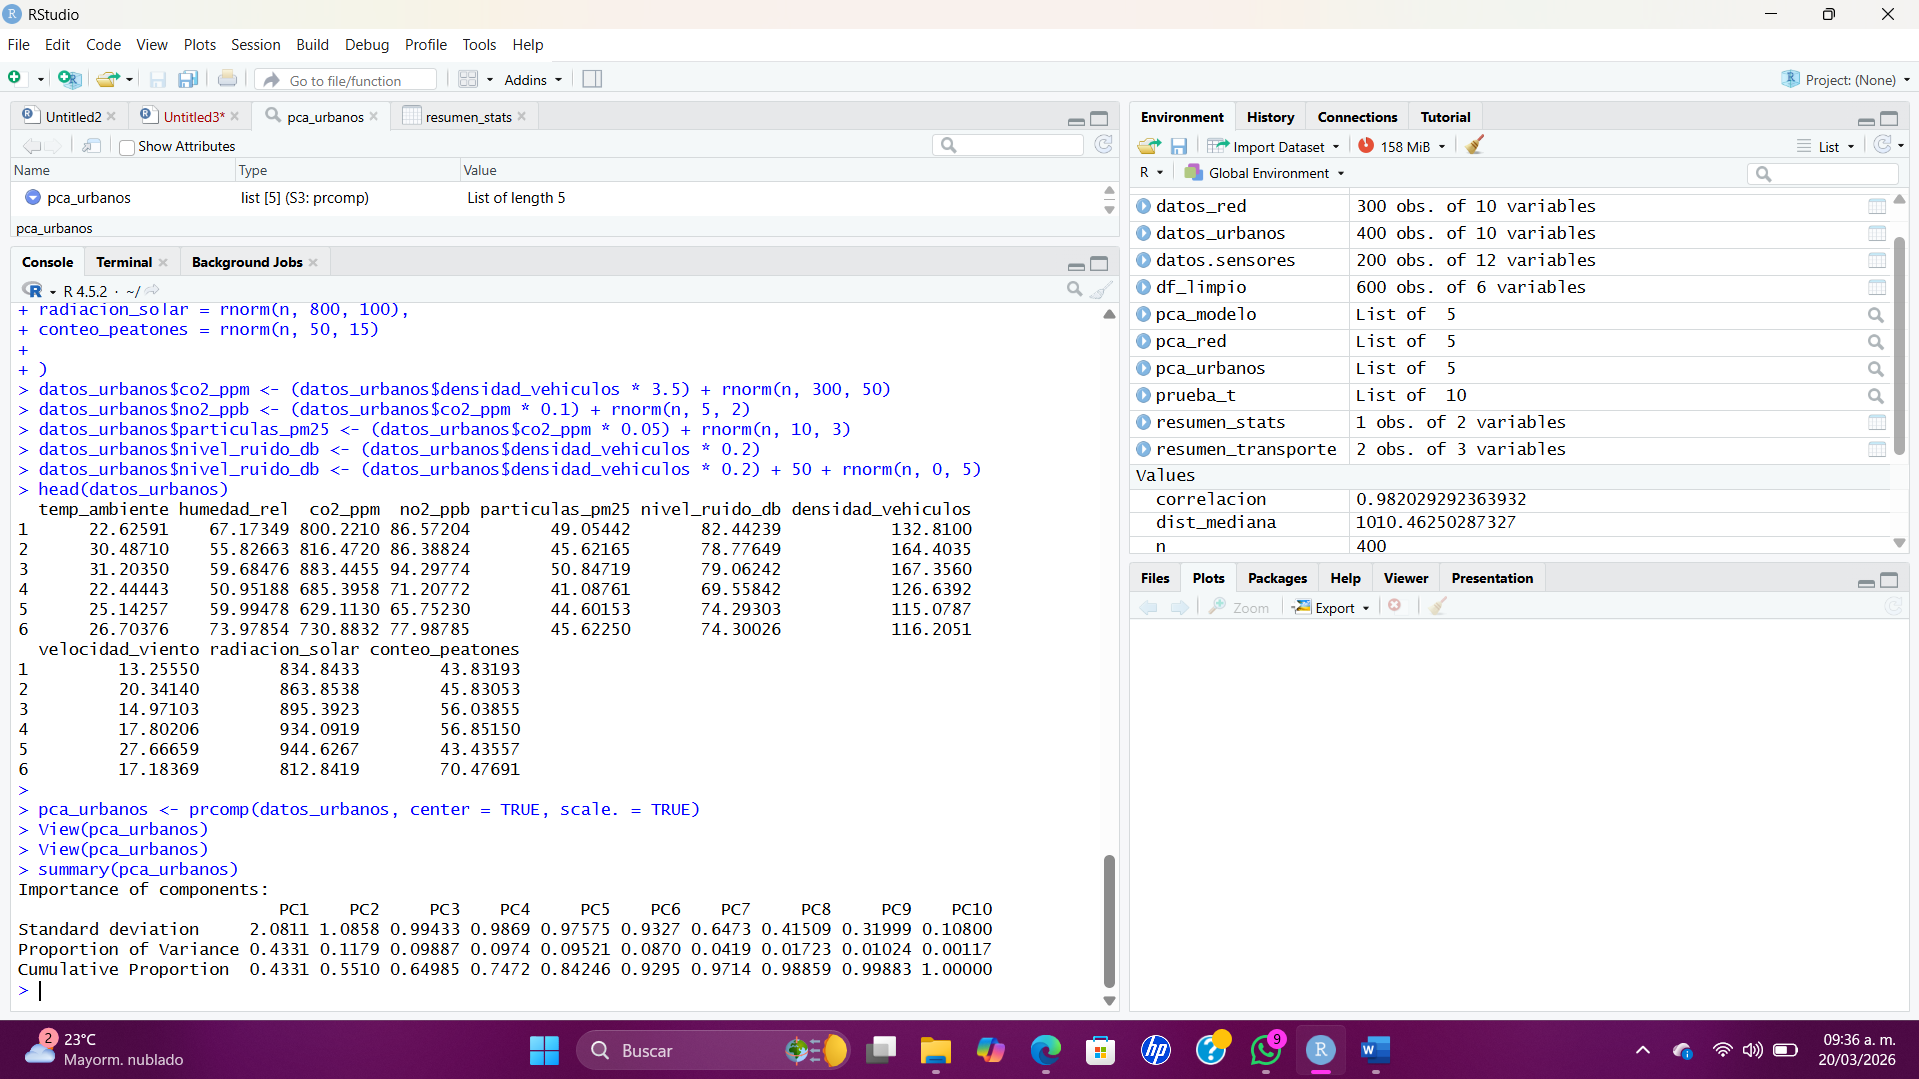 RStudio
File Edit Code View Plots Session Build Debug Profile Tools Help
Go to file/function Addins Project: (None)
Untitled2 Untitled3* pca_urbanos resumen_stats
Show Attributes
Name Type Value
pca_urbanos list [5] (S3: prcomp) List of length 5
pca_urbanos
Console Terminal Background Jobs
R 4.5.2 · ~/
+ radiacion_solar = rnorm(n, 800, 100),
+ conteo_peatones = rnorm(n, 50, 15)
+
+ )
> datos_urbanos$co2_ppm <- (datos_urbanos$densidad_vehiculos * 3.5) + rnorm(n, 300, 50)
> datos_urbanos$no2_ppb <- (datos_urbanos$co2_ppm * 0.1) + rnorm(n, 5, 2)
> datos_urbanos$particulas_pm25 <- (datos_urbanos$co2_ppm * 0.05) + rnorm(n, 10, 3)
> datos_urbanos$nivel_ruido_db <- (datos_urbanos$densidad_vehiculos * 0.2)
> datos_urbanos$nivel_ruido_db <- (datos_urbanos$densidad_vehiculos * 0.2) + 50 + rnorm(n, 0, 5)
> head(datos_urbanos)
temp_ambiente humedad_rel co2_ppm no2_ppb particulas_pm25 nivel_ruido_db densidad_vehiculos
1 22.62591 67.17349 800.2210 86.57204 49.05442 82.44239 132.8100
2 30.48710 55.82663 816.4720 86.38824 45.62165 78.77649 164.4035
3 31.20350 59.68476 883.4455 94.29774 50.84719 79.06242 167.3560
4 22.44443 50.95188 685.3958 71.20772 41.08761 69.55842 126.6392
5 25.14257 59.99478 629.1130 65.75230 44.60153 74.29303 115.0787
6 26.70376 73.97854 730.8832 77.98785 45.62250 74.30026 116.2051
velocidad_viento radiacion_solar conteo_peatones
1 13.25550 834.8433 43.83193
2 20.34140 863.8538 45.83053
3 14.97103 895.3923 56.03855
4 17.80206 934.0919 56.85150
5 27.66659 944.6267 43.43557
6 17.18369 812.8419 70.47691
>
> pca_urbanos <- prcomp(datos_urbanos, center = TRUE, scale. = TRUE)
> View(pca_urbanos)
> View(pca_urbanos)
> summary(pca_urbanos)
Importance of components:
PC1 PC2 PC3 PC4 PC5 PC6 PC7 PC8 PC9 PC10
Standard deviation 2.0811 1.0858 0.99433 0.9869 0.97575 0.9327 0.6473 0.41509 0.31999 0.10800
Proportion of Variance 0.4331 0.1179 0.09887 0.0974 0.09521 0.0870 0.0419 0.01723 0.01024 0.00117
Cumulative Proportion 0.4331 0.5510 0.64985 0.7472 0.84246 0.9295 0.9714 0.98859 0.99883 1.00000
>
Environment History Connections Tutorial
Import Dataset 158 MiB List
R Global Environment
datos_red 300 obs. of 10 variables
datos_urbanos 400 obs. of 10 variables
datos.sensores 200 obs. of 12 variables
df_limpio 600 obs. of 6 variables
pca_modelo List of 5
pca_red List of 5
pca_urbanos List of 5
prueba_t List of 10
resumen_stats 1 obs. of 2 variables
resumen_transporte 2 obs. of 3 variables
Values
correlacion 0.982029292363932
dist_mediana 1010.46250287327
n 400
Files Plots Packages Help Viewer Presentation
Zoom Export
2 23°C
Mayorm. nublado
Buscar
hp
9
R
W
09:36 a. m.
20/03/2026